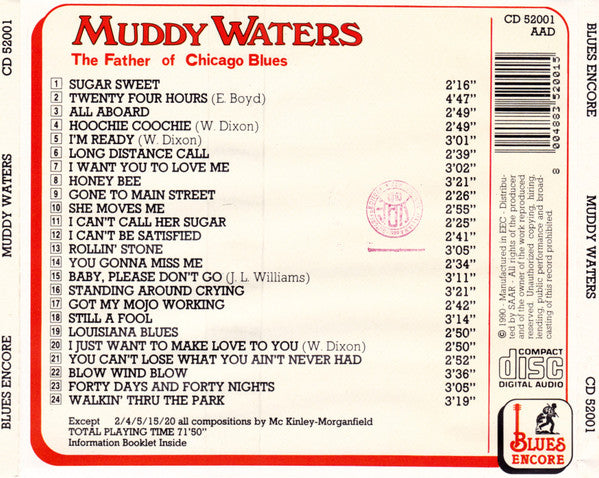 CD 52001
MUDDY WATERS
BLUES ENCORE
MUDDY WATERS
The Father of Chicago Blues
CD 52001
AAD
0004883520015
8
1 SUGAR SWEET 2'16"
2 TWENTY FOUR HOURS (E. Boyd) 4'47"
3 ALL ABOARD 2'49"
4 HOOCHIE COOCHIE (W. Dixon) 2'49"
5 I'M READY (W. Dixon) 3'01"
6 LONG DISTANCE CALL 2'39"
7 I WANT YOU TO LOVE ME 3'02"
8 HONEY BEE 3'21"
9 GONE TO MAIN STREET 2'26"
10 SHE MOVES ME 2'55"
11 I CAN'T CALL HER SUGAR 2'25"
12 I CAN'T BE SATISFIED 2'41"
13 ROLLIN' STONE 3'05"
14 YOU GONNA MISS ME 2'34"
15 BABY, PLEASE DON'T GO (J. L. Williams) 3'11"
16 STANDING AROUND CRYING 3'21"
17 GOT MY MOJO WORKING 2'42"
18 STILL A FOOL 3'14"
19 LOUISIANA BLUES 2'50"
20 I JUST WANT TO MAKE LOVE TO YOU (W. Dixon) 2'50"
21 YOU CAN'T LOSE WHAT YOU AIN'T NEVER HAD 2'52"
22 BLOW WIND BLOW 3'36"
23 FORTY DAYS AND FORTY NIGHTS 3'05"
24 WALKIN' THRU THE PARK 3'19"
Except 2/4/5/15/20 all compositions by Mc Kinley-Morganfield
TOTAL PLAYING TIME 71'50"
Information Booklet Inside
© 1990 - Manufactured in EEC - Distribu-
ted by SAAR - All rights of the producer
and of the owner of the work reproduced
reserved. Unauthorized copying, hiring,
lending, public performance and broad-
casting of this record prohibited.
COMPACT
disc
DIGITAL AUDIO
BLUES
ENCORE
BLUES ENCORE
MUDDY WATERS
CD 52001